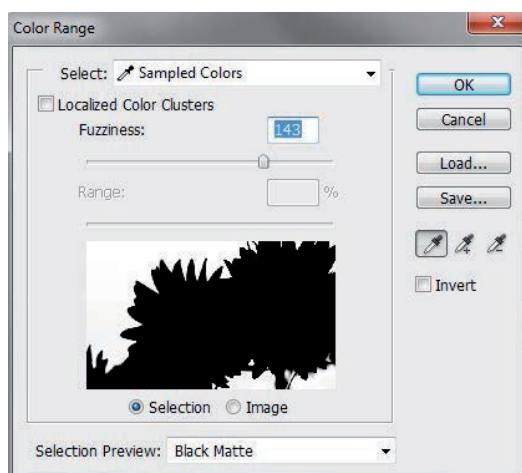 Color Range
Select: Sampled Colors
OK
Localized Color Clusters
Cancel
Fuzziness: 143
Load...
Range: %
Save...
Invert
Selection Image
Selection Preview: Black Matte